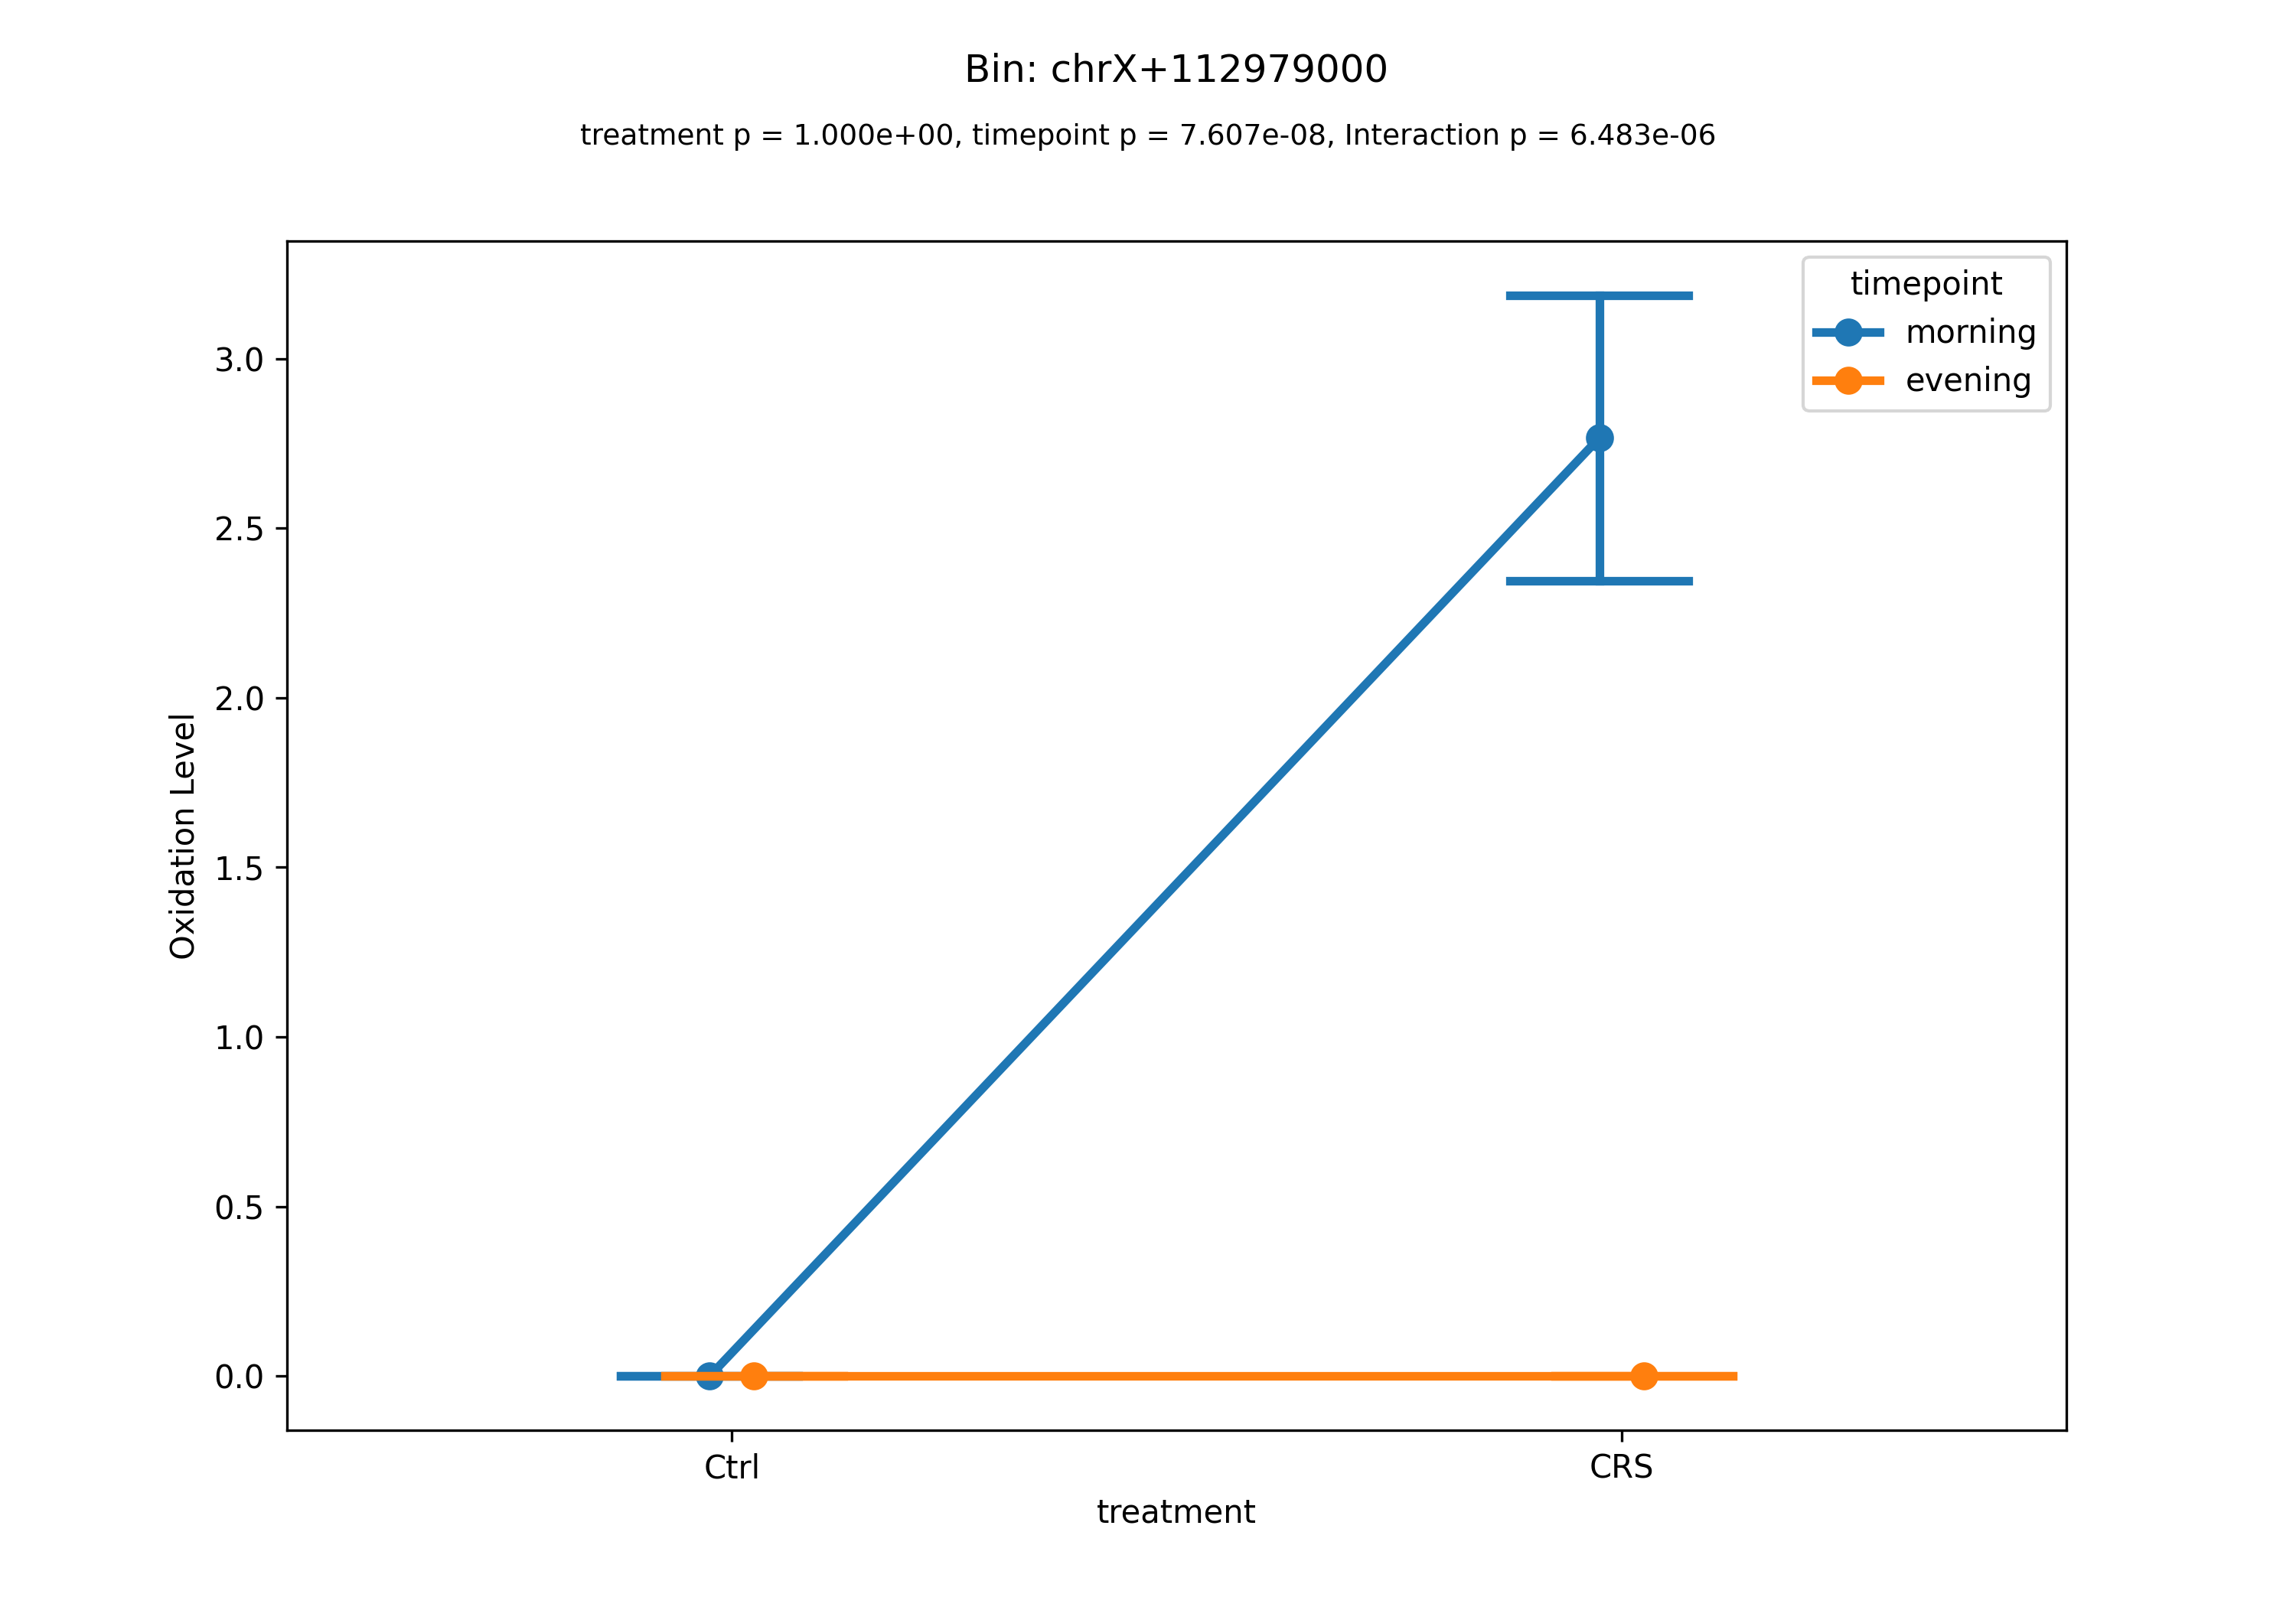 Bin: chrX+112979000
treatment p = 1.000e+00, timepoint p = 7.607e-08, Interaction p = 6.483e-06
timepoint
morning
evening
Oxidation Level
3.0
2.5
2.0
1.5
1.0
0.5
0.0
Ctrl
CRS
treatment